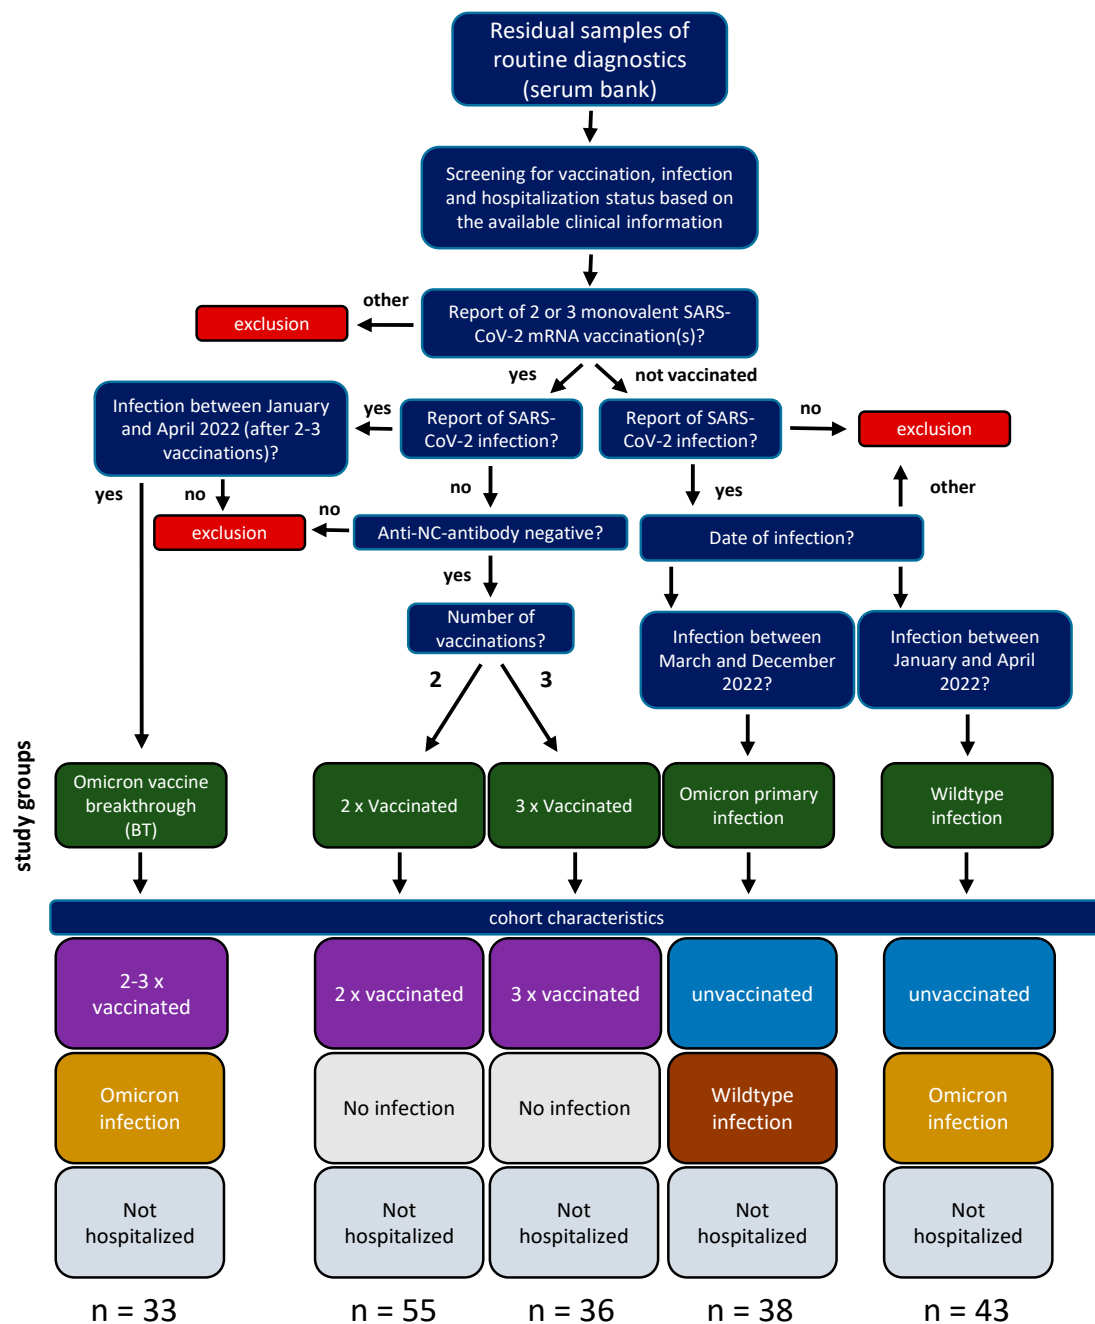 Residual samples of
routine diagnostics
(serum bank)
Screening for vaccination, infection
and hospitalization status based on
the available clinical information
other
exclusion
Report of 2 or 3 monovalent SARS-
CoV-2 mRNA vaccination(s)?
yes
not vaccinated
Infection between January
and April 2022 (after 2-3
vaccinations)?
yes
Report of SARS-
CoV-2 infection?
Report of SARS-
CoV-2 infection?
no
exclusion
yes
no
no
yes
other
exclusion
no
Anti-NC-antibody negative?
Date of infection?
yes
Number of
vaccinations?
Infection between
March and December
2022?
Infection between
January and April
2022?
2
3
study groups
Omicron vaccine
breakthrough
(BT)
2 x Vaccinated
3 x Vaccinated
Omicron primary
infection
Wildtype
infection
cohort characteristics
2-3 x
vaccinated
2 x vaccinated
3 x vaccinated
unvaccinated
unvaccinated
Omicron
infection
No infection
No infection
Wildtype
infection
Omicron
infection
Not
hospitalized
Not
hospitalized
Not
hospitalized
Not
hospitalized
Not
hospitalized
n = 33
n = 55
n = 36
n = 38
n = 43